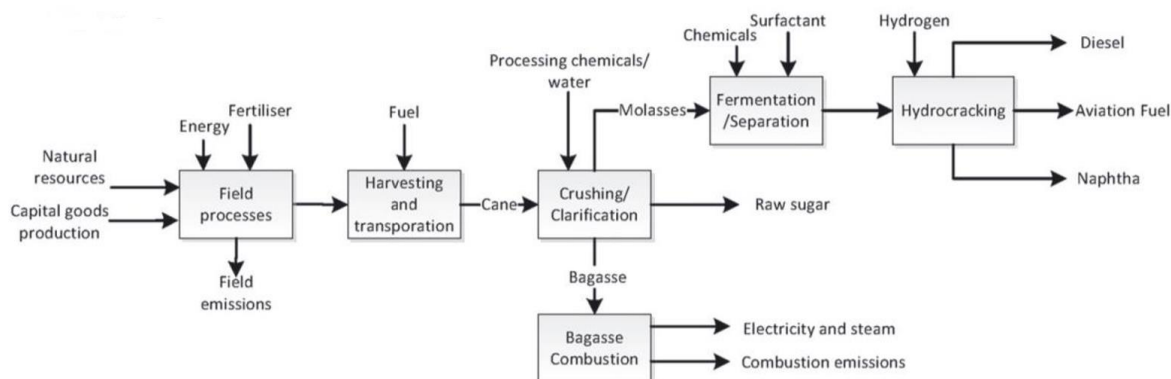 Surfactant
Hydrogen
Chemicals
Diesel
Processing chemicals/
water
Molasses
Fermentation
/Separation
Hydrocracking
Aviation Fuel
Fertiliser
Energy
Fuel
Natural
resources
Field
processes
Harvesting
and
transporation
Cane
Crushing/
Clarification
Raw sugar
Naphtha
Capital goods
production
Field
emissions
Bagasse
Bagasse
Combustion
Electricity and steam
Combustion emissions